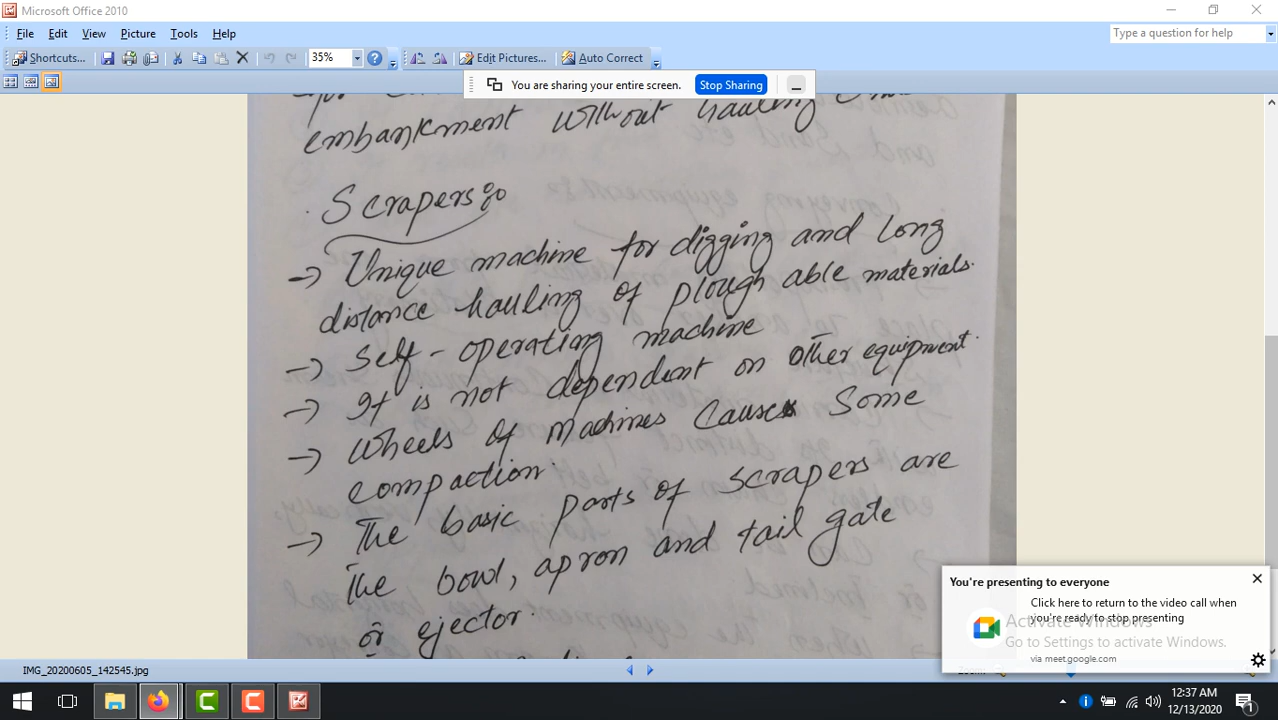 Microsoft Office 2010
File Edit View Picture Tools Help
Type a question for help
Shortcuts... 35% Edit Pictures... Auto Correct
You are sharing your entire screen. Stop Sharing
embankment without hauling
Scrapers:
→ Unique machine for digging and long
distance hauling of plough able materials.
→ Self-operating machine
→ It is not dependent on other equipment.
→ Wheels of machines cause some
compaction.
→ The basic parts of scrapers are
The bowl, apron and tail gate
or ejector.
You're presenting to everyone
Click here to return to the video call when
you're ready to stop presenting
via meet.google.com
Activate Windows
Go to Settings to activate Windows.
IMG_20200605_142545.jpg
Zoom:
12:37 AM
12/13/2020
1